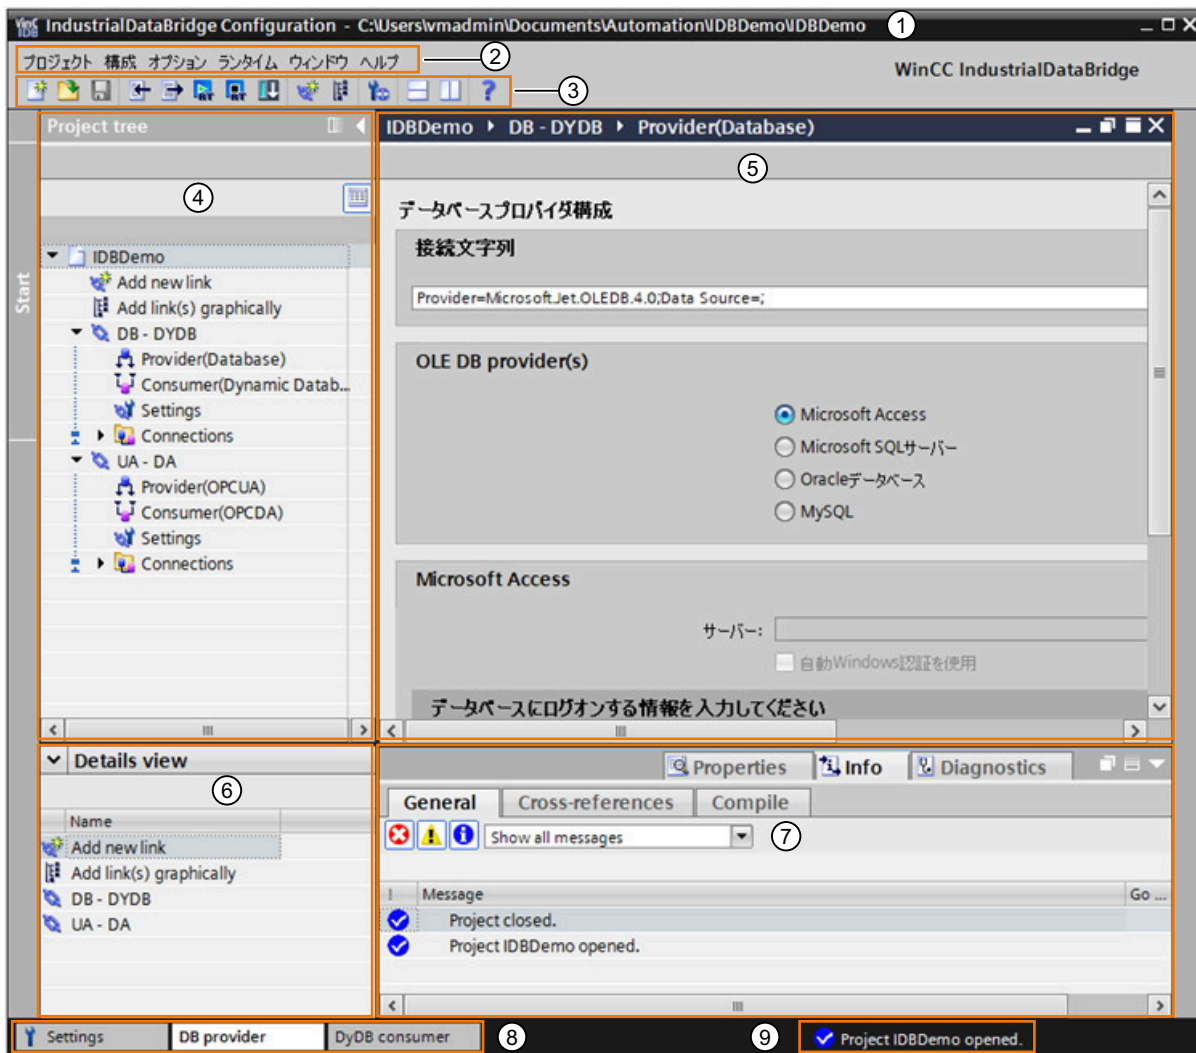 IndustrialDataBridge Configuration - C:\Users\vmadmin\Documents\Automation\IDBDemo\IDBDemo
①
プロジェクト 構成 オプション ランタイム ウィンドウ ヘルプ
②
WinCC IndustrialDataBridge
③
Project tree
④
Start
IDBDemo
Add new link
Add link(s) graphically
DB - DYDB
Provider(Database)
Consumer(Dynamic Datab...
Settings
Connections
UA - DA
Provider(OPCUA)
Consumer(OPCDA)
Settings
Connections
IDBDemo ▸ DB - DYDB ▸ Provider(Database)
⑤
データベースプロバイダ構成
接続文字列
Provider=Microsoft.Jet.OLEDB.4.0;Data Source=;
OLE DB provider(s)
Microsoft Access
Microsoft SQLサーバー
Oracleデータベース
MySQL
Microsoft Access
サーバー:
自動Windows認証を使用
データベースにログオンする情報を入力してください
Details view
⑥
Name
Add new link
Add link(s) graphically
DB - DYDB
UA - DA
Properties Info Diagnostics
General Cross-references Compile
Show all messages
⑦
! Message Go ...
Project closed.
Project IDBDemo opened.
Settings DB provider DyDB consumer
⑧
⑨
Project IDBDemo opened.